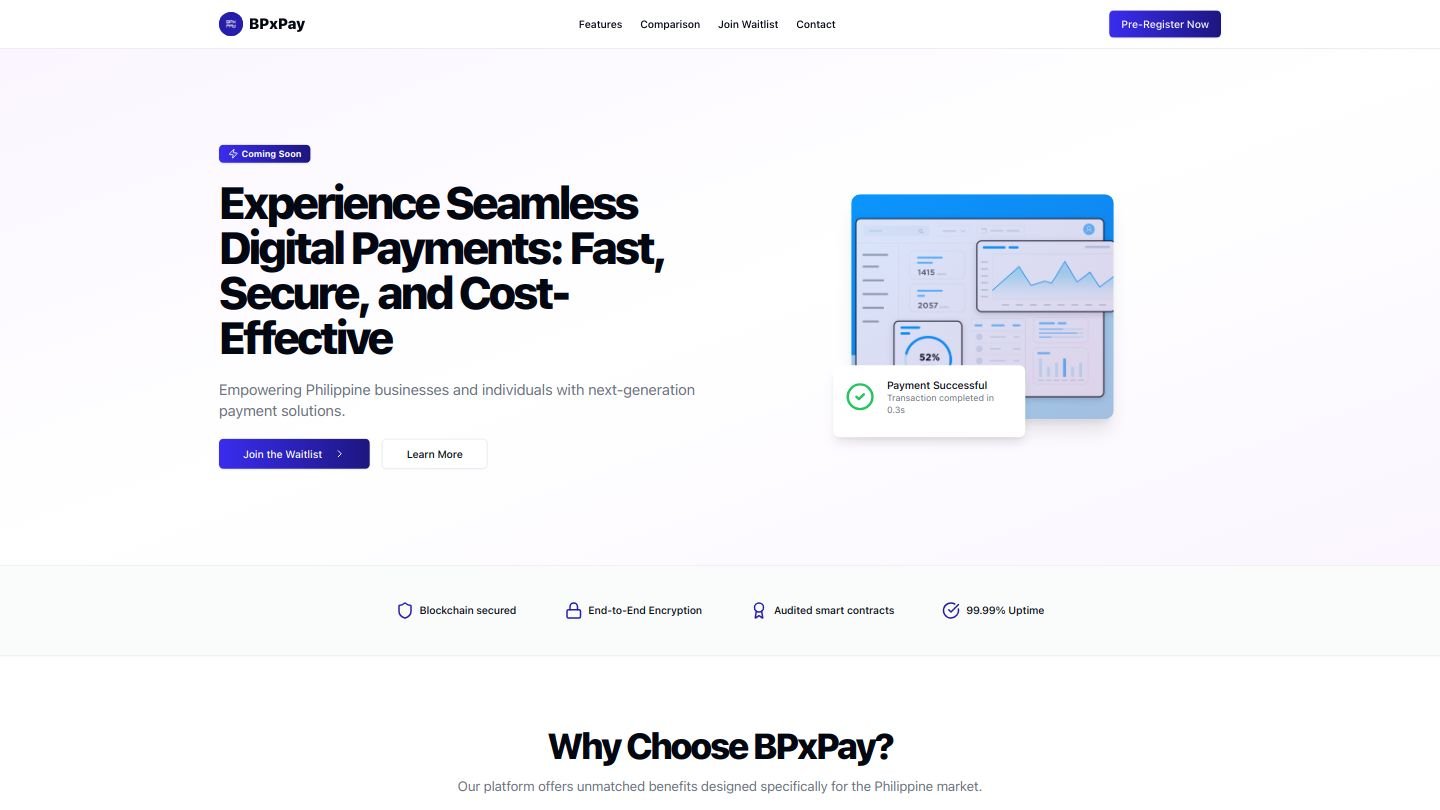 BPxPay
Features
Comparison
Join Waitlist
Contact
Pre-Register Now
Coming Soon
Experience Seamless
Digital Payments: Fast,
Secure, and Cost-
Effective
Empowering Philippine businesses and individuals with next-generation
payment solutions.
Join the Waitlist
Learn More
1415
2057
52%
Payment Successful
Transaction completed in
0.3s
Blockchain secured
End-to-End Encryption
Audited smart contracts
99.99% Uptime
Why Choose BPxPay?
Our platform offers unmatched benefits designed specifically for the Philippine market.